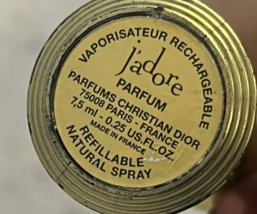 VAPORISATEUR RECHARGEABLE
J'adore
PARFUM
PARFUMS CHRISTIAN DIOR
75008 PARIS - FRANCE
7,5 ml - 0.25 US.FL.OZ.
MADE IN FRANCE
REFILLABLE
NATURAL SPRAY